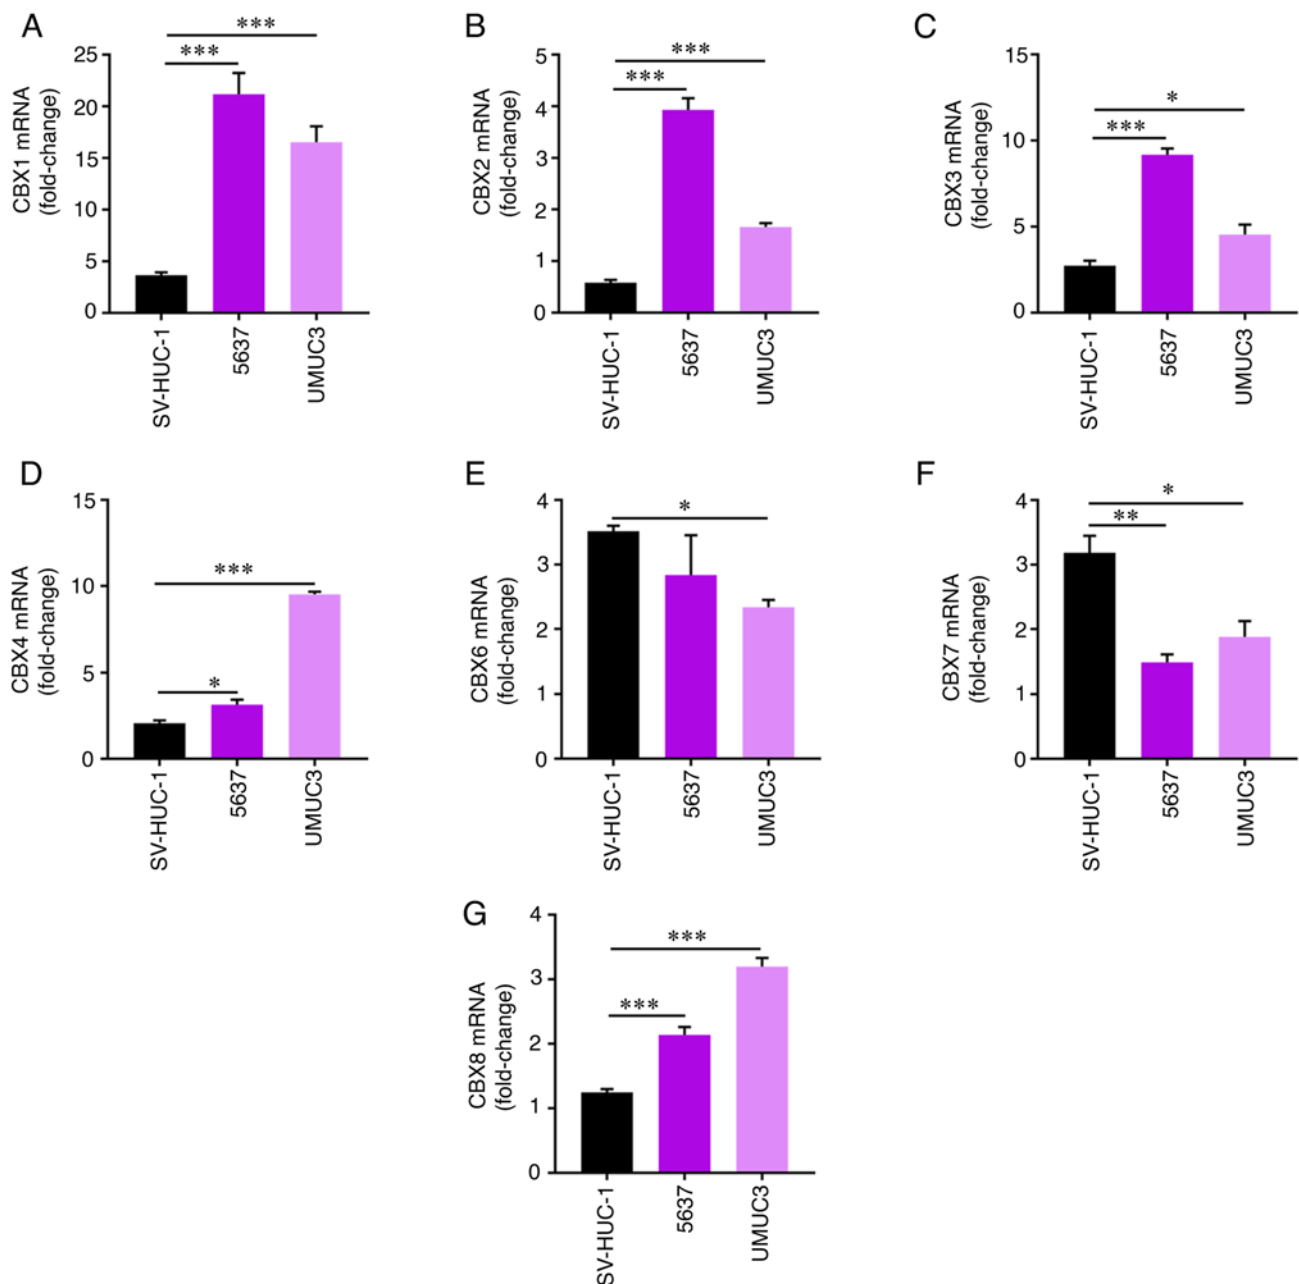 A
CBX1 mRNA
(fold-change)
25
20
15
10
5
0
***
***
SV-HUC-1
5637
UMUC3
B
CBX2 mRNA
(fold-change)
5
4
3
2
1
0
***
***
SV-HUC-1
5637
UMUC3
C
CBX3 mRNA
(fold-change)
15
10
5
0
*
***
SV-HUC-1
5637
UMUC3
D
CBX4 mRNA
(fold-change)
15
10
5
0
***
*
SV-HUC-1
5637
UMUC3
E
CBX6 mRNA
(fold-change)
4
3
2
1
0
*
SV-HUC-1
5637
UMUC3
F
CBX7 mRNA
(fold-change)
4
3
2
1
0
*
**
SV-HUC-1
5637
UMUC3
G
CBX8 mRNA
(fold-change)
4
3
2
1
0
***
***
SV-HUC-1
5637
UMUC3